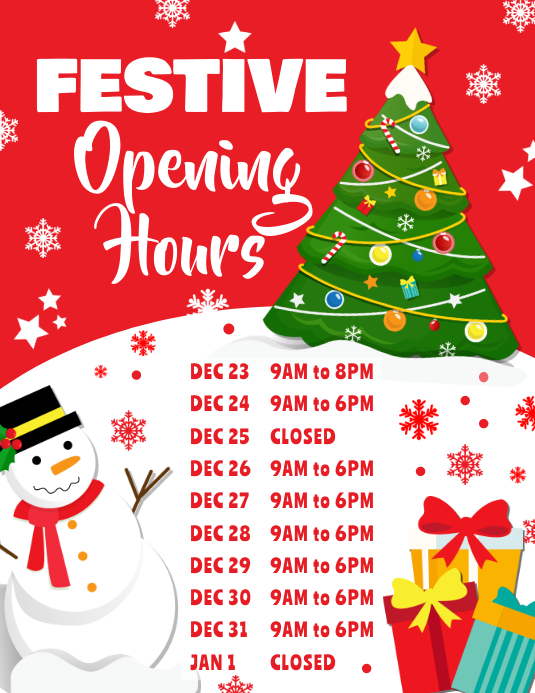 FESTIVE
Opening
Hours
DEC 23 9AM to 8PM
DEC 24 9AM to 6PM
DEC 25 CLOSED
DEC 26 9AM to 6PM
DEC 27 9AM to 6PM
DEC 28 9AM to 6PM
DEC 29 9AM to 6PM
DEC 30 9AM to 6PM
DEC 31 9AM to 6PM
JAN 1 CLOSED